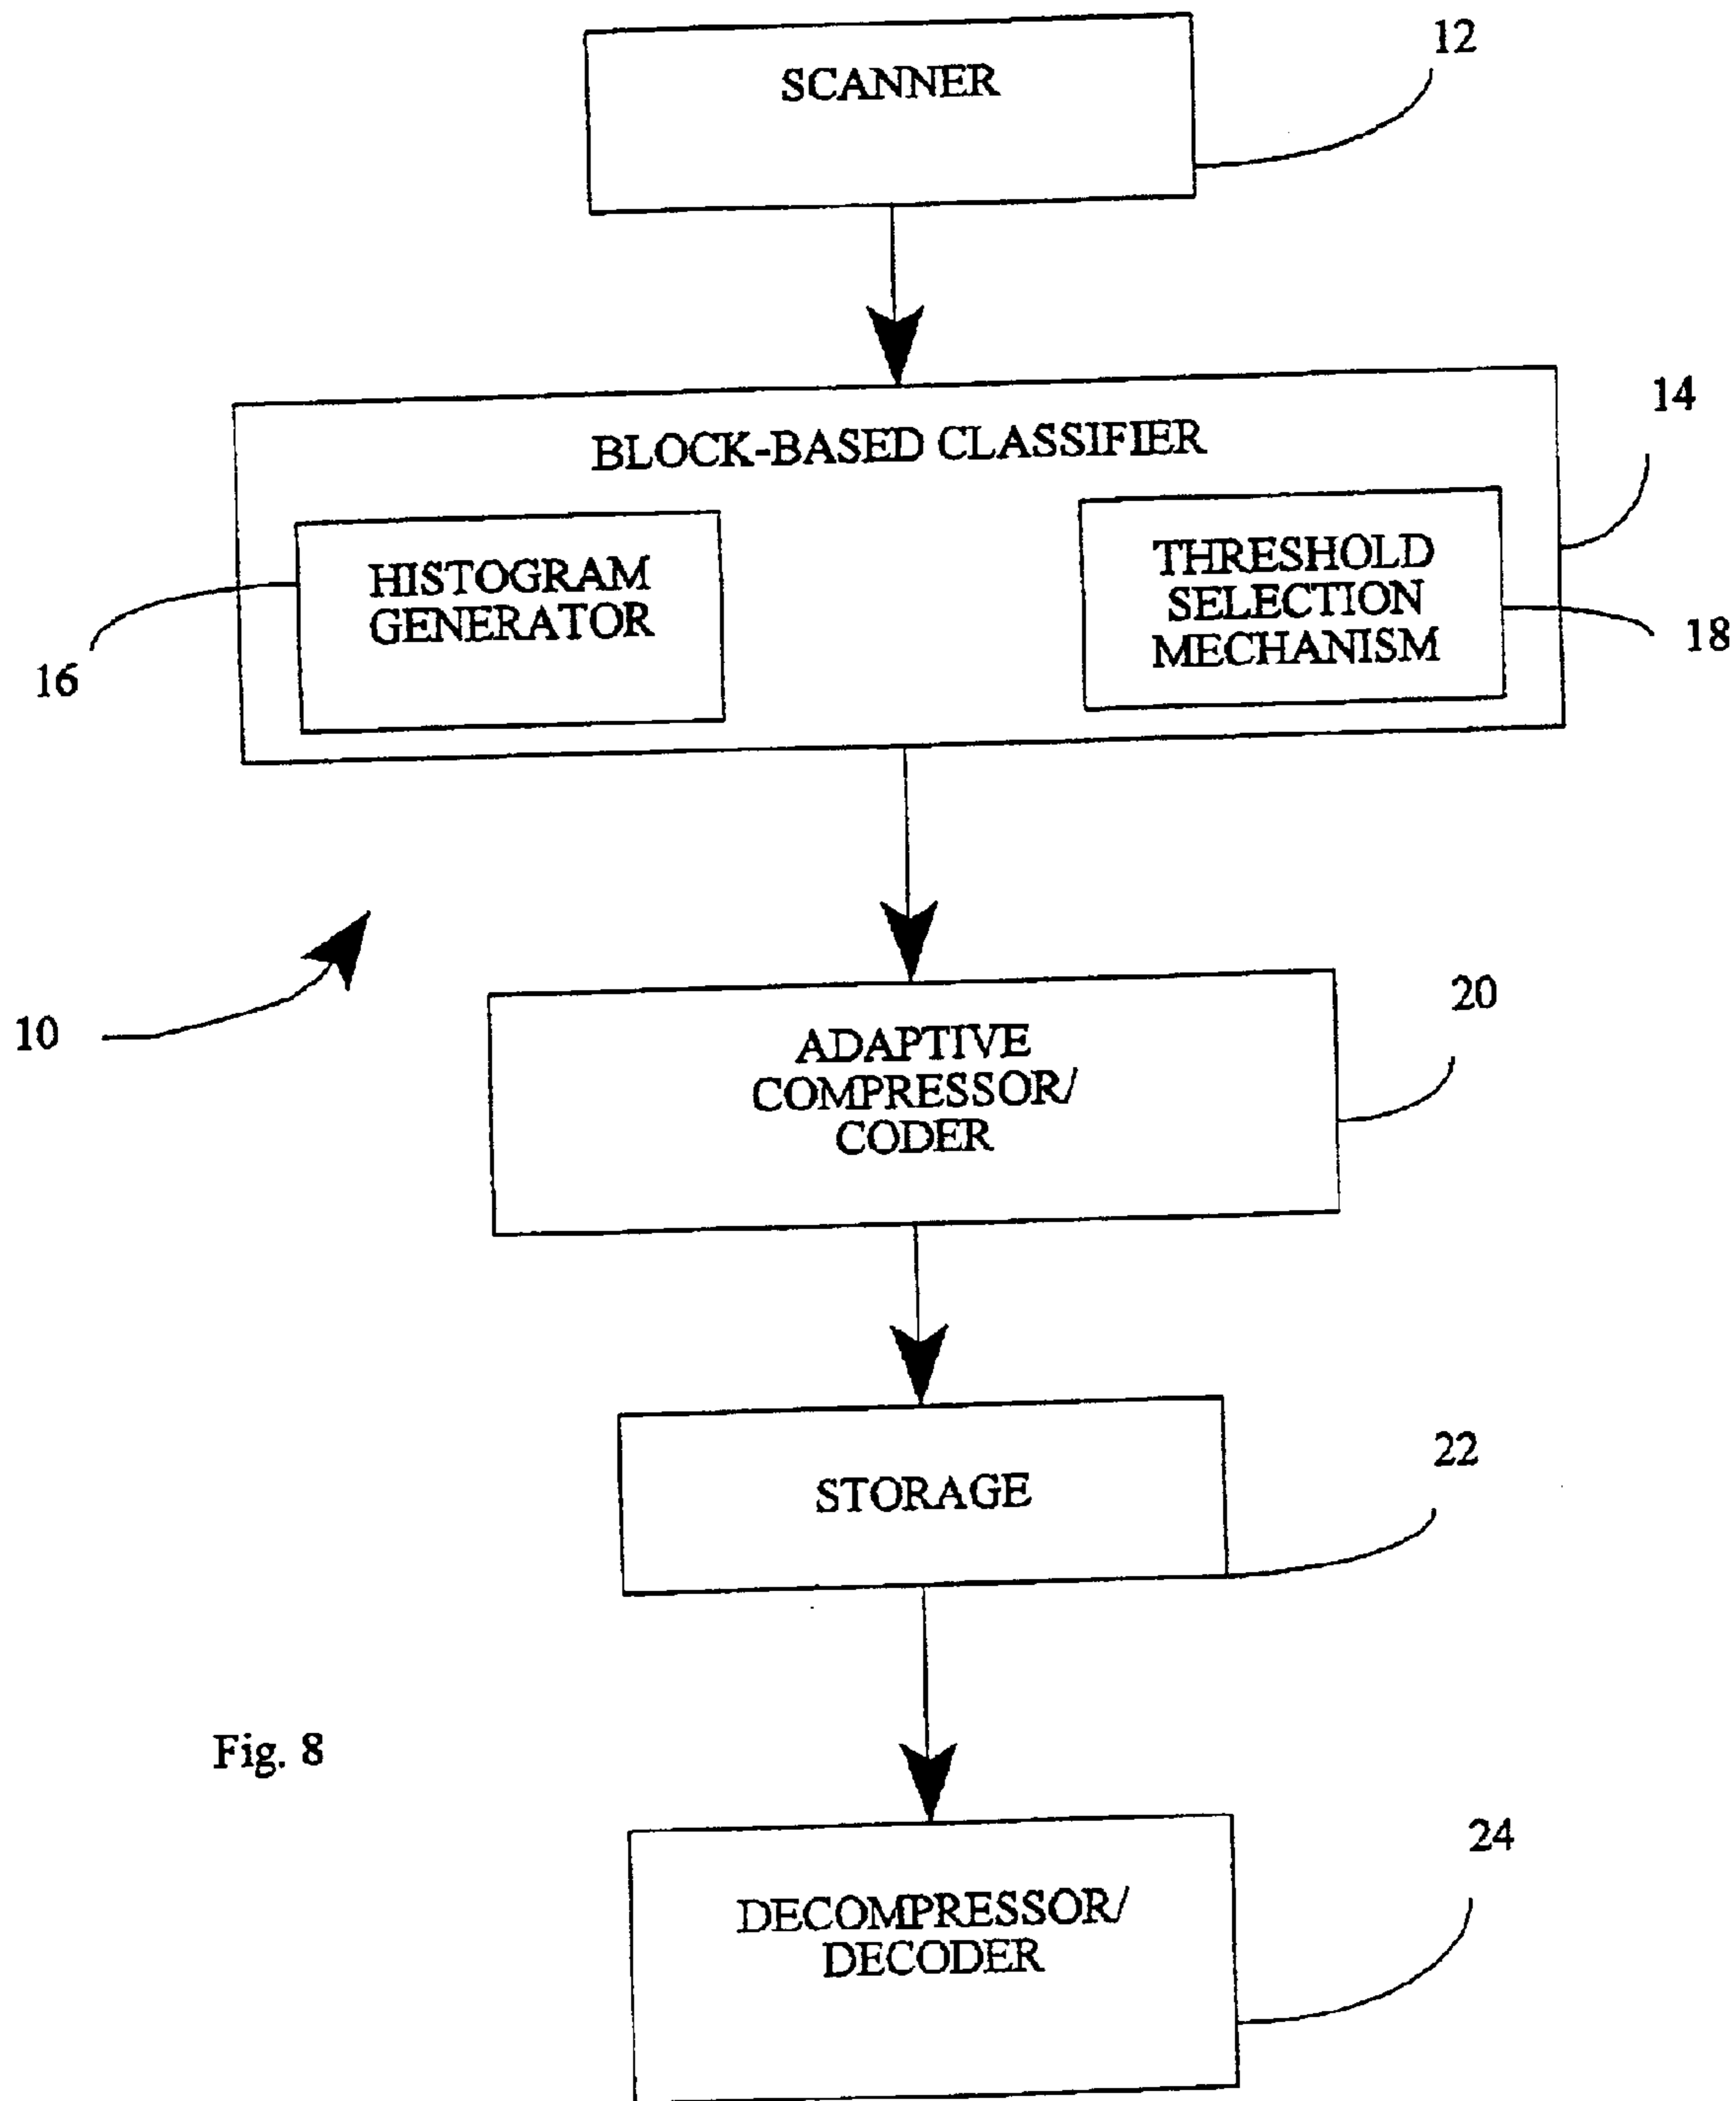 12
SCANNER
14
BLOCK-BASED CLASSIFIER
HISTOGRAM
GENERATOR
16
THRESHOLD
SELECTION
MECHANISM
18
10
20
ADAPTIVE
COMPRESSOR/
CODER
22
STORAGE
Fig. 8
24
DECOMPRESSOR/
DECODER